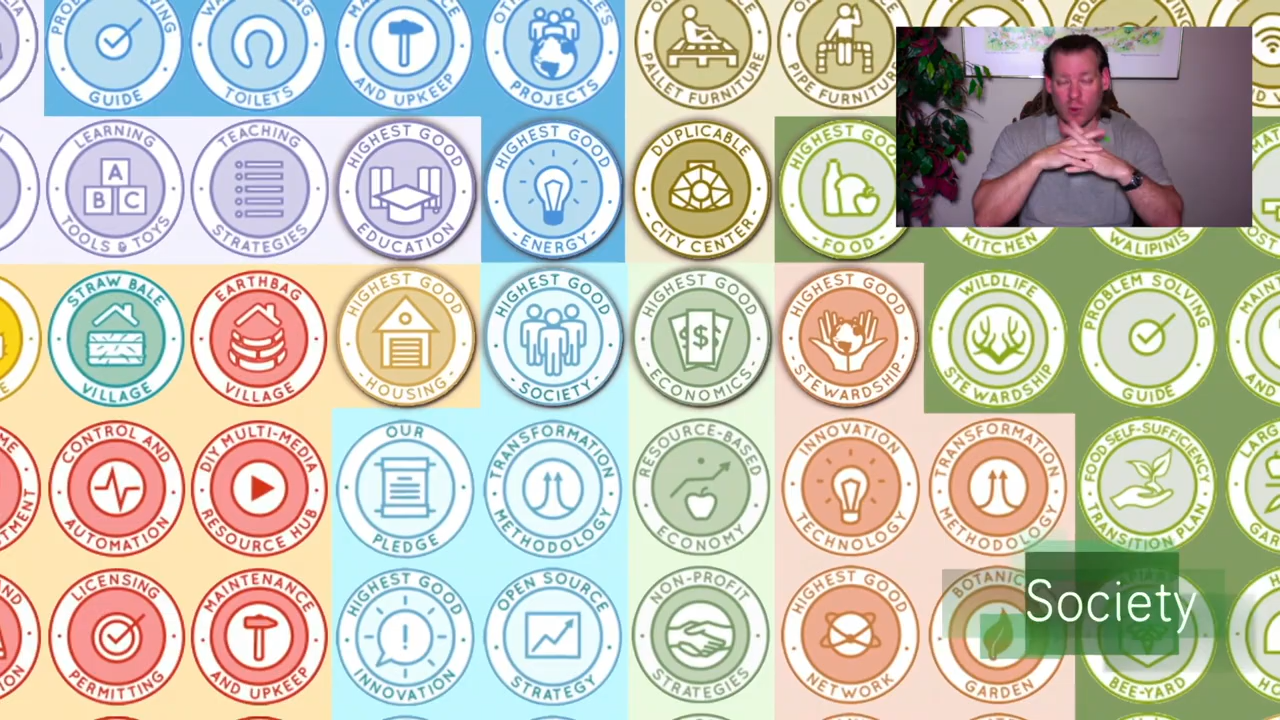 GUIDE
TOILETS
AND UPKEEP
PROJECTS
PALLET FURNITURE
PIPE FURNITURE
LEARNING
A
B C
TOOLS & TOYS
TEACHING
STRATEGIES
HIGHEST GOOD
EDUCATION
HIGHEST GOOD
ENERGY
DUPLICABLE
CITY CENTER
HIGHEST GOOD
FOOD
KITCHEN
WALIPINIS
STRAW BALE
VILLAGE
EARTHBAG
VILLAGE
HIGHEST GOOD
HOUSING
HIGHEST GOOD
SOCIETY
HIGHEST GOOD
$ $ $
ECONOMICS
HIGHEST GOOD
STEWARDSHIP
WILDLIFE
STEWARDSHIP
PROBLEM SOLVING
GUIDE
CONTROL AND
AUTOMATION
DIY MULTI-MEDIA
RESOURCE HUB
OUR
PLEDGE
TRANSFORMATION
METHODOLOGY
RESOURCE-BASED
ECONOMY
INNOVATION
TECHNOLOGY
TRANSFORMATION
METHODOLOGY
FOOD SELF-SUFFICIENCY
TRANSITION PLAN
LICENSING
PERMITTING
MAINTENANCE
AND UPKEEP
HIGHEST GOOD
!
INNOVATION
OPEN SOURCE
STRATEGY
NON-PROFIT
STRATEGIES
HIGHEST GOOD
NETWORK
BOTANIC
GARDEN
BEE-YARD
Society